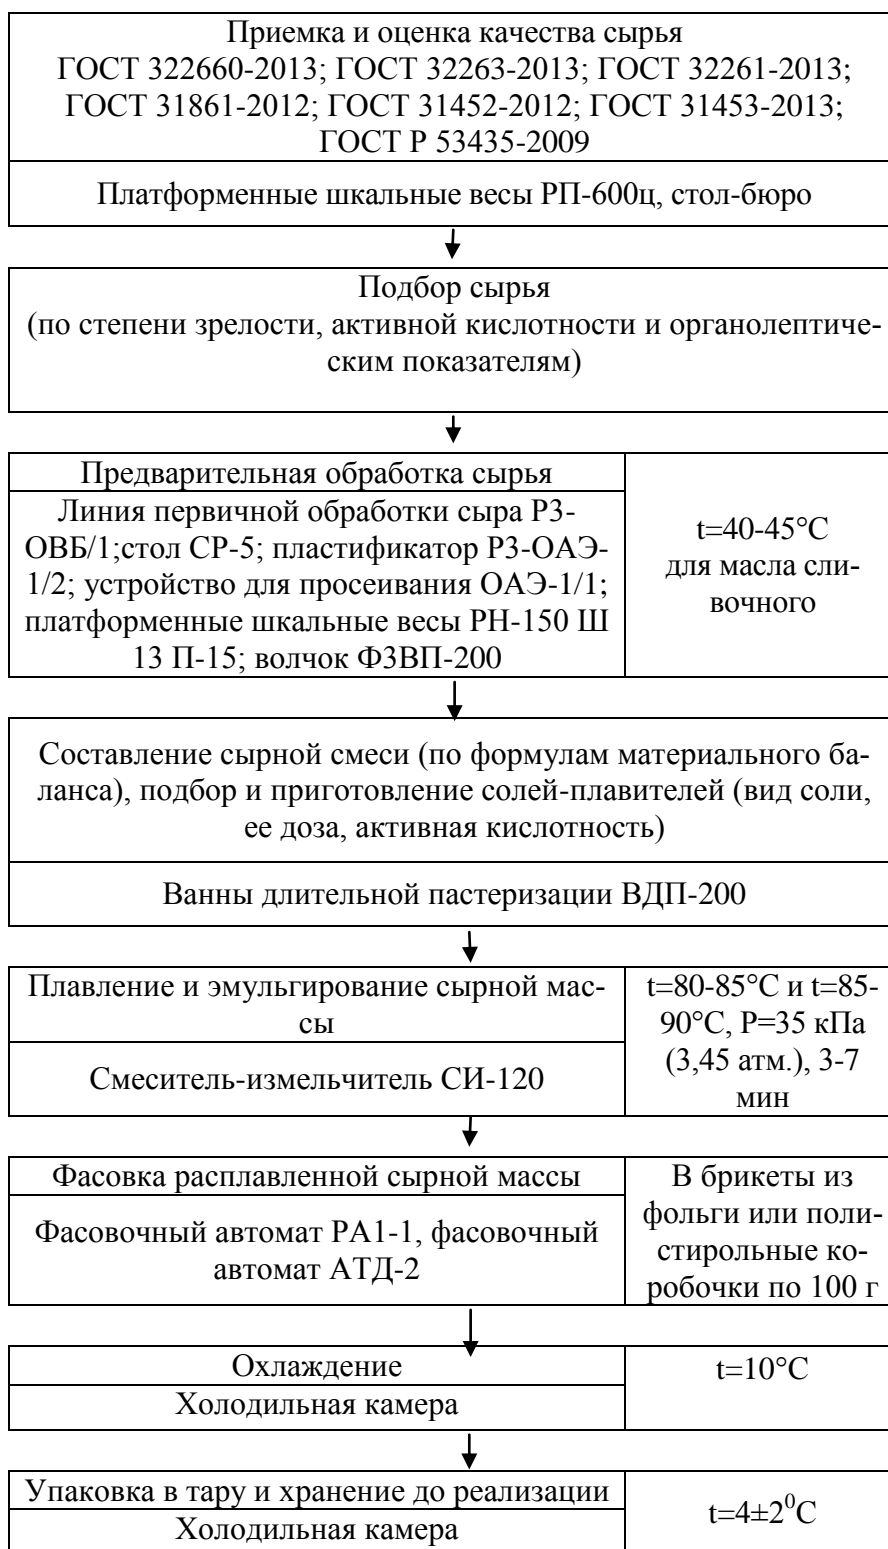 Приемка и оценка качества сырья
ГОСТ 322660-2013; ГОСТ 32263-2013; ГОСТ 32261-2013;
ГОСТ 31861-2012; ГОСТ 31452-2012; ГОСТ 31453-2013;
ГОСТ Р 53435-2009
Платформенные шкальные весы РП-600ц, стол-бюро
Подбор сырья
(по степени зрелости, активной кислотности и органолептиче-
ским показателям)
Предварительная обработка сырья
Линия первичной обработки сыра Р3-
ОВБ/1;стол СР-5; пластификатор Р3-ОАЭ-
1/2; устройство для просеивания ОАЭ-1/1;
платформенные шкальные весы РН-150 Ш
13 П-15; волчок ФЗВП-200
t=40-45°С
для масла сли-
вочного
Составление сырной смеси (по формулам материального ба-
ланса), подбор и приготовление солей-плавителей (вид соли,
ее доза, активная кислотность)
Ванны длительной пастеризации ВДП-200
Плавление и эмульгирование сырной мас-
сы
Смеситель-измельчитель СИ-120
t=80-85°С и t=85-
90°С, Р=35 кПа
(3,45 атм.), 3-7
мин
Фасовка расплавленной сырной массы
Фасовочный автомат РА1-1, фасовочный
автомат АТД-2
В брикеты из
фольги или поли-
стирольные ко-
робочки по 100 г
Охлаждение
Холодильная камера
t=10°С
Упаковка в тару и хранение до реализации
Холодильная камера
t=4±2⁰С